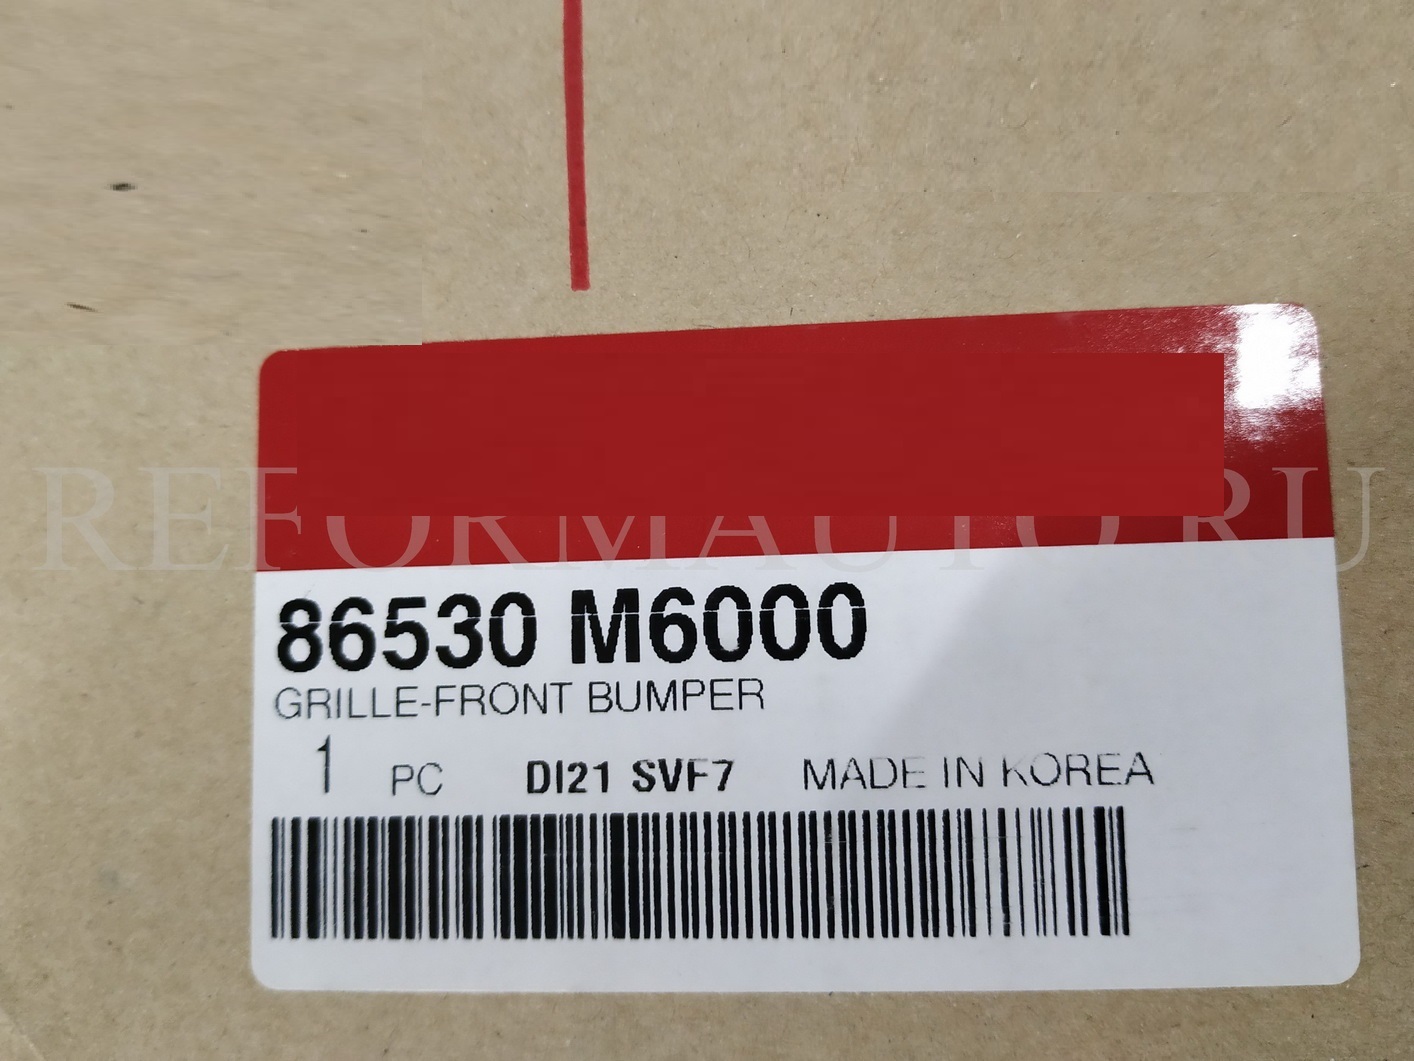 REFORMAUTO.RU
86530 M6000
GRILLE-FRONT BUMPER
1 PC DI21 SVF7 MADE IN KOREA